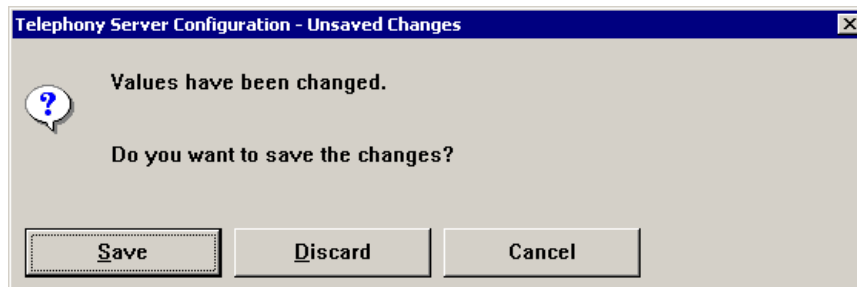 Telephony Server Configuration - Unsaved Changes
Values have been changed.
Do you want to save the changes?
Save Discard Cancel